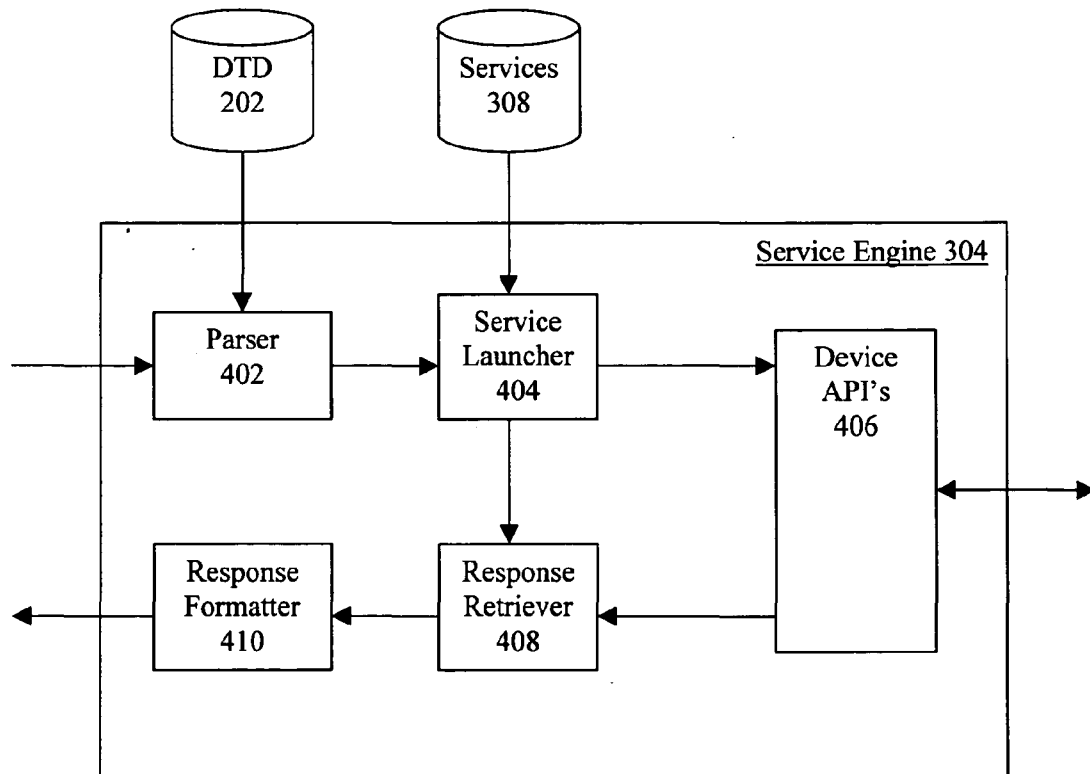 DTD
202
Services
308
Service Engine 304
Parser
402
Service
Launcher
404
Device
API's
406
Response
Formatter
410
Response
Retriever
408